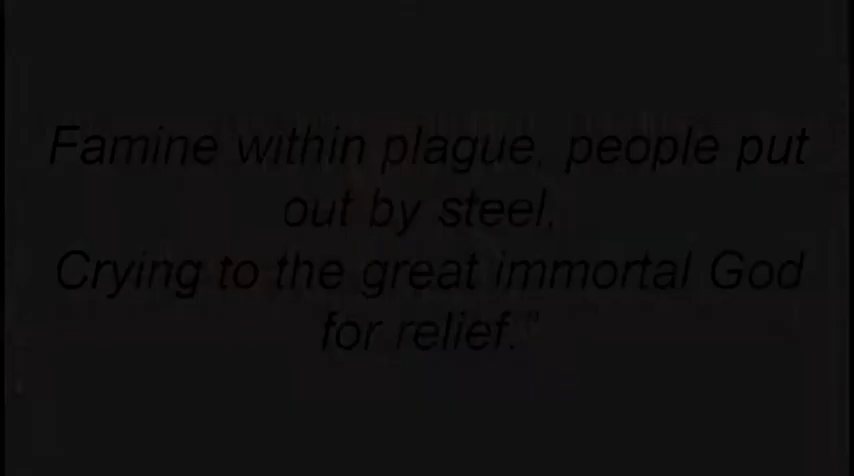 Famine within plague, people put
out by steel,
Crying to the great immortal God
for relief."